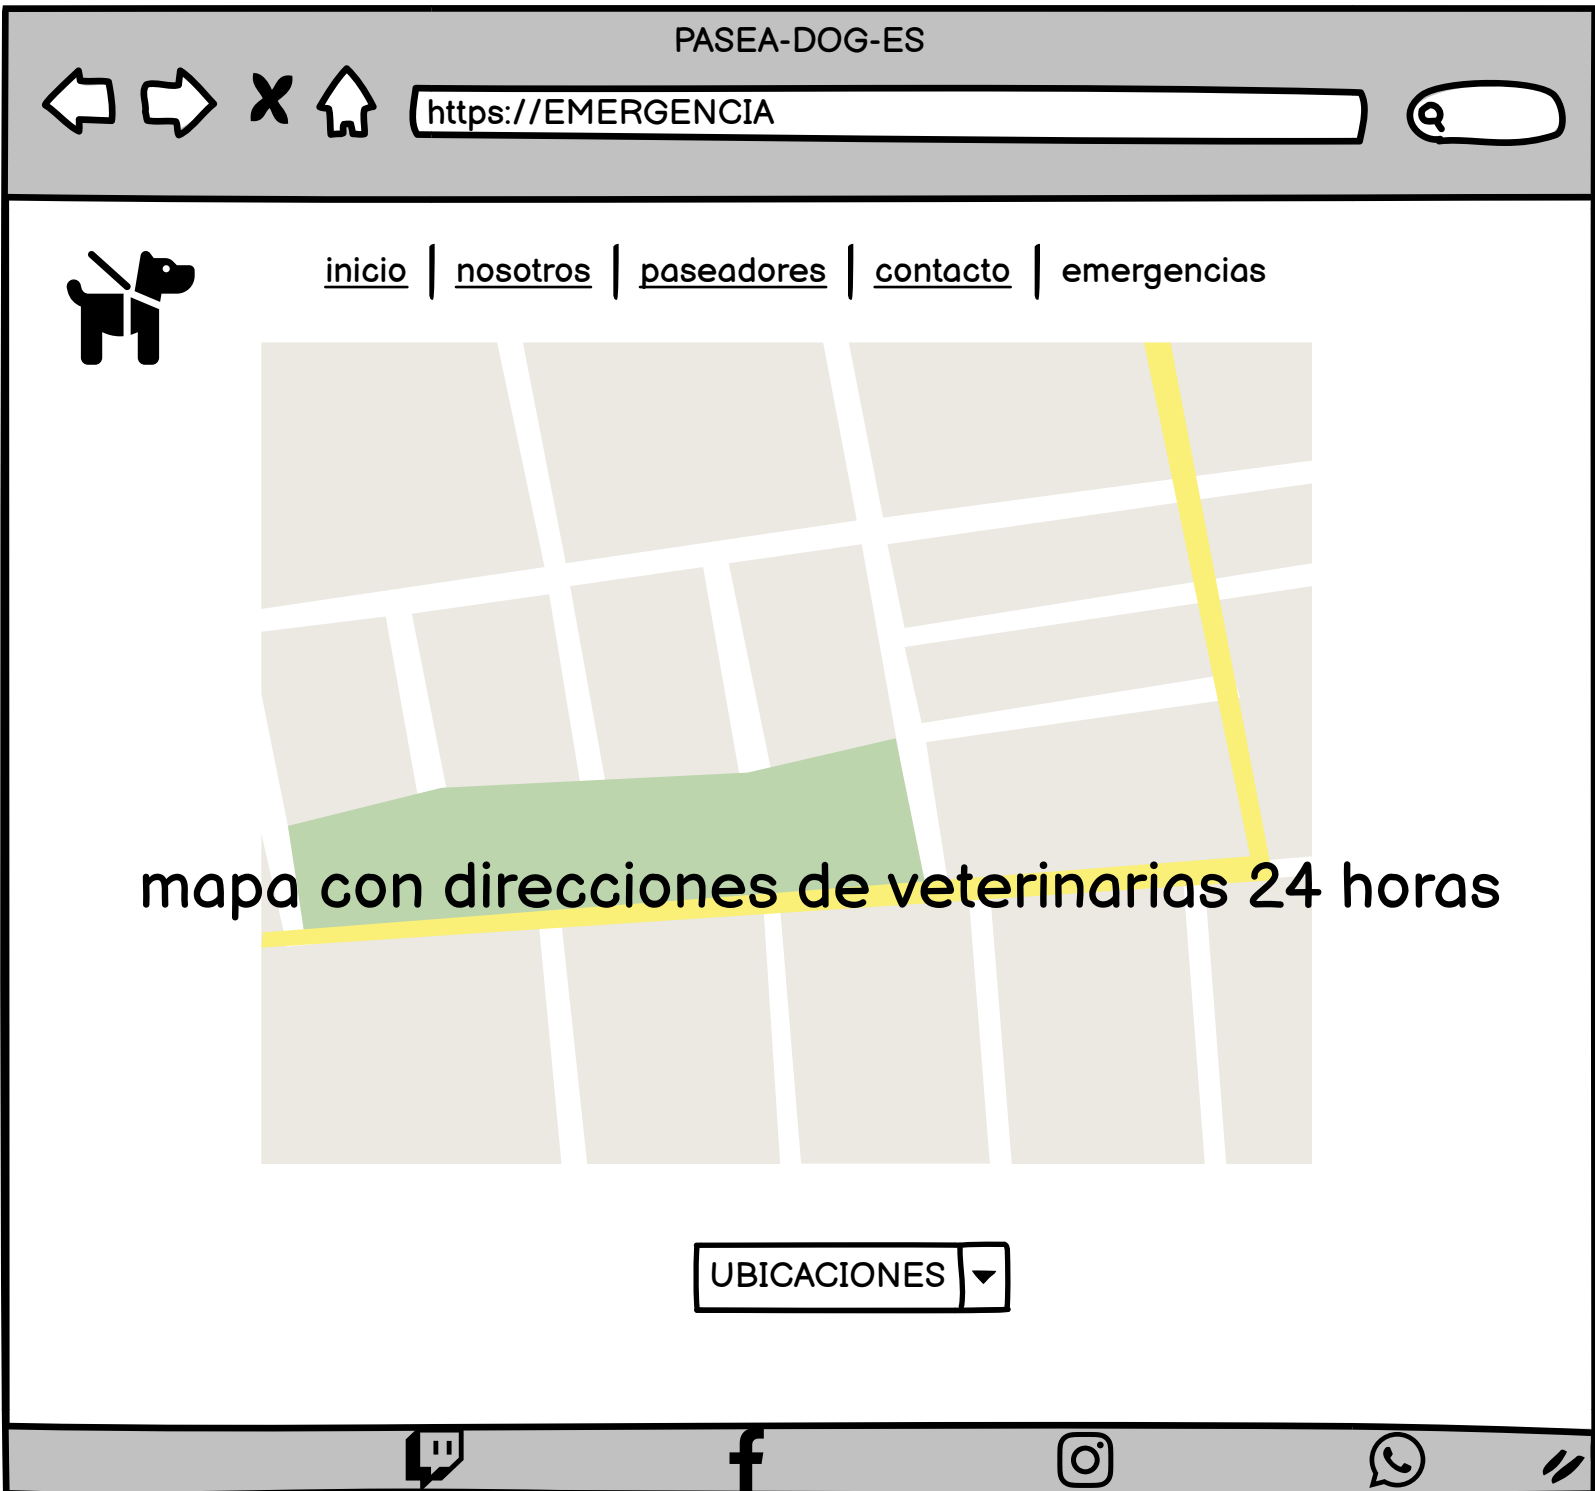 PASEA-DOG-ES
https://EMERGENCIA
inicio | nosotros | paseadores | contacto | emergencias
mapa con direcciones de veterinarias 24 horas
UBICACIONES